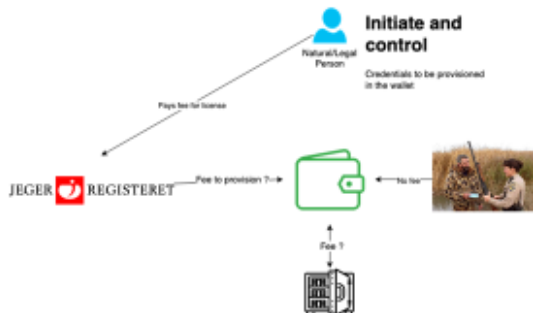 Initiate and
control
Natural/Legal
Person
Credentials to be provisioned
in the wallet
Pays fee for license
JEGER REGISTERET
Fee to provision ?
No fee
Fee ?